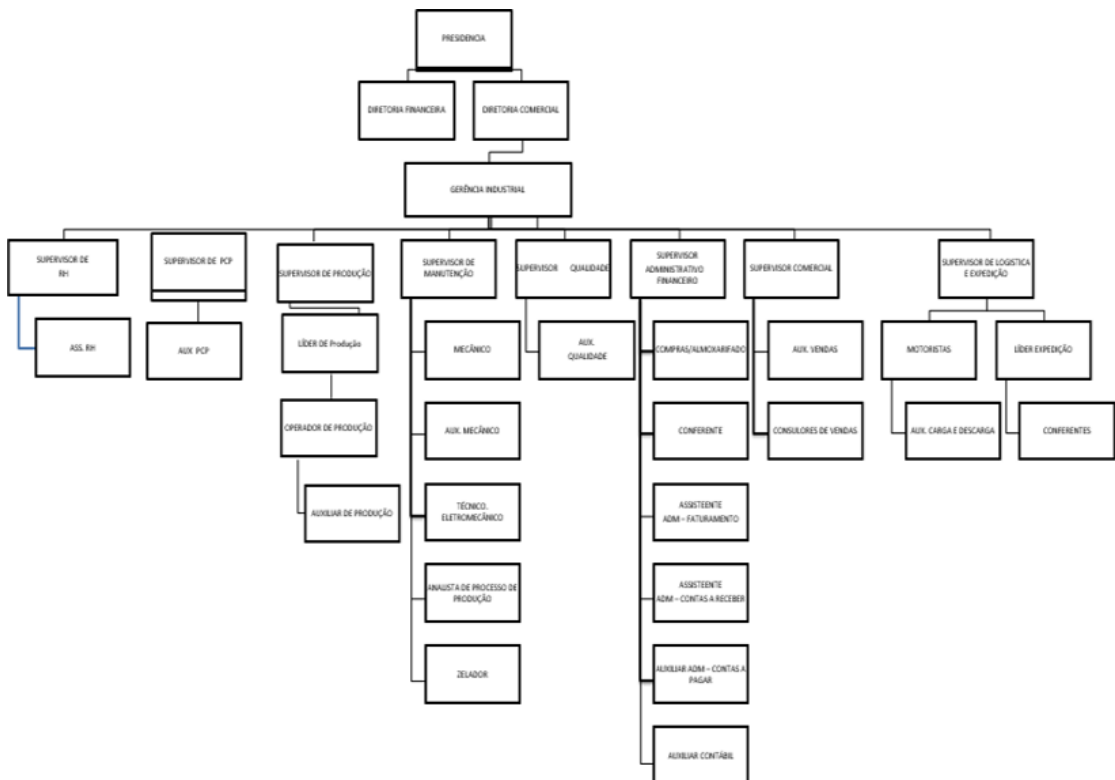 PRESIDENCIA
DIRETORIA FINANCEIRA
DIRETORIA COMERCIAL
GERÊNCIA INDUSTRIAL
SUPERVISOR DE
RH
SUPERVISOR DE PCP
SUPERVISOR DE PRODUÇÃO
SUPERVISOR DE
MANUTENÇÃO
SUPERVISOR QUALIDADE
SUPERVISOR
ADMINISTRATIVO
FINANCEIRO
SUPERVISOR COMERCIAL
SUPERVISOR DE LOGISTICA
E EXPEDIÇÃO
ASS. RH
AUX PCP
LÍDER DE Produção
MECÂNICO
AUX.
QUALIDADE
COMPRAS/ALMOXARIFADO
AUX. VENDAS
MOTORISTAS
LÍDER EXPEDIÇÃO
OPERADOR DE PRODUÇÃO
AUX. MECÂNICO
CONFERENTE
CONSULORES DE VENDAS
AUX. CARGA E DESCARGA
CONFERENTES
AUXILIAR DE PRODUÇÃO
TÉCNICO.
ELETROMECÂNICO
ASSISTEENTE
ADM – FATURAMENTO
ANALISTA DE PROCESSO DE
PRODUÇÃO
ASSISTEENTE
ADM – CONTAS A RECEBER
ZELADOR
AUXILIAR ADM – CONTAS A
PAGAR
AUXILIAR CONTÁBIL